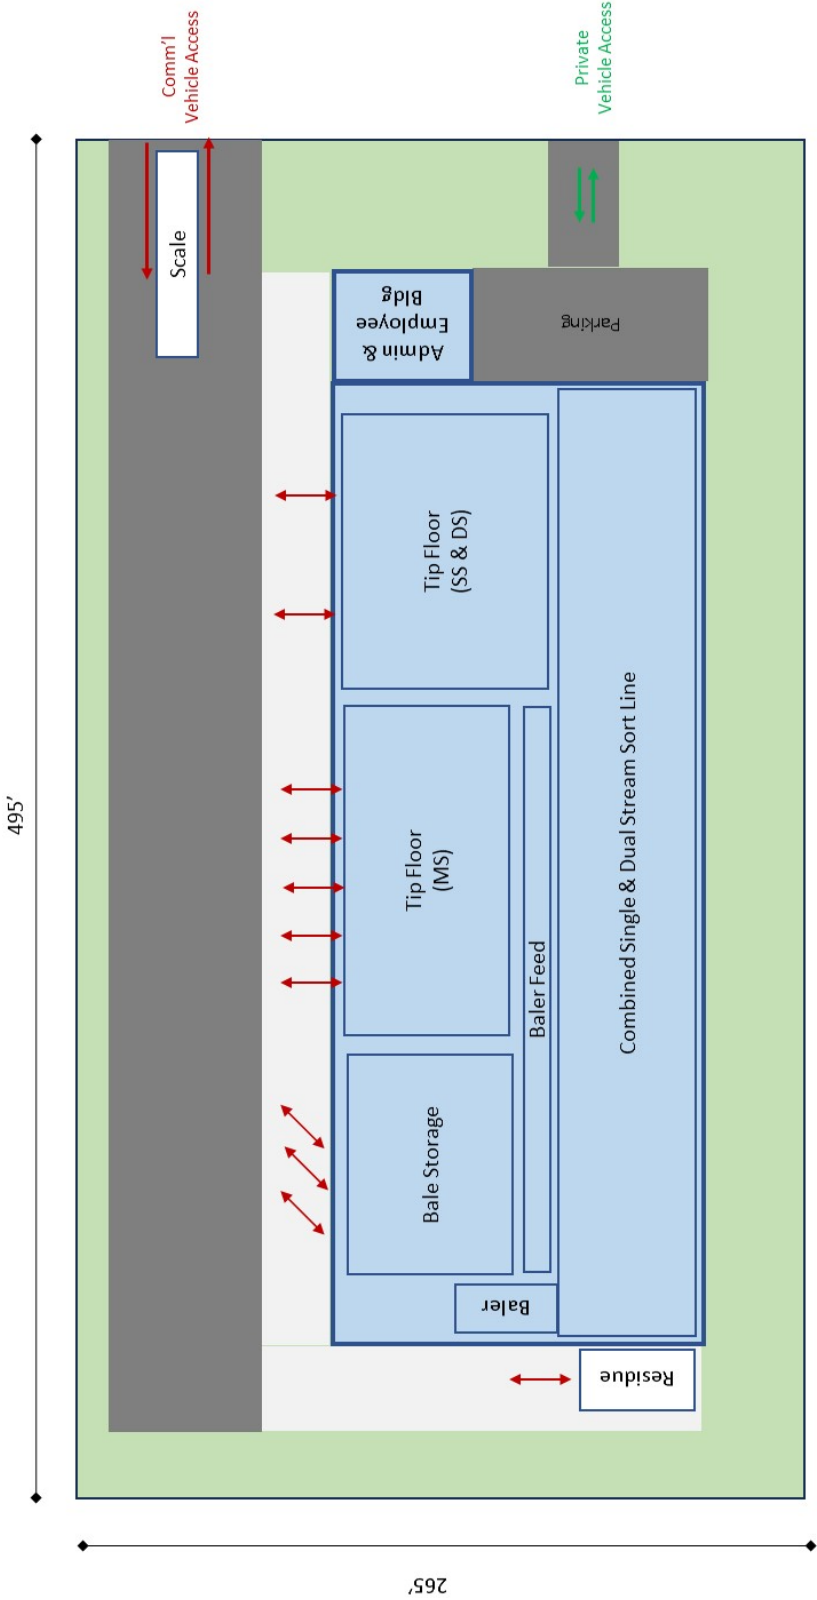 Comm'l
Vehicle Access
Private
Vehicle Access
Scale
Admin &
Employee
Bldg
Parking
Tip Floor
(SS & DS)
Tip Floor
(MS)
Baler Feed
Combined Single & Dual Stream Sort Line
Bale Storage
Baler
Residue
495'
265'